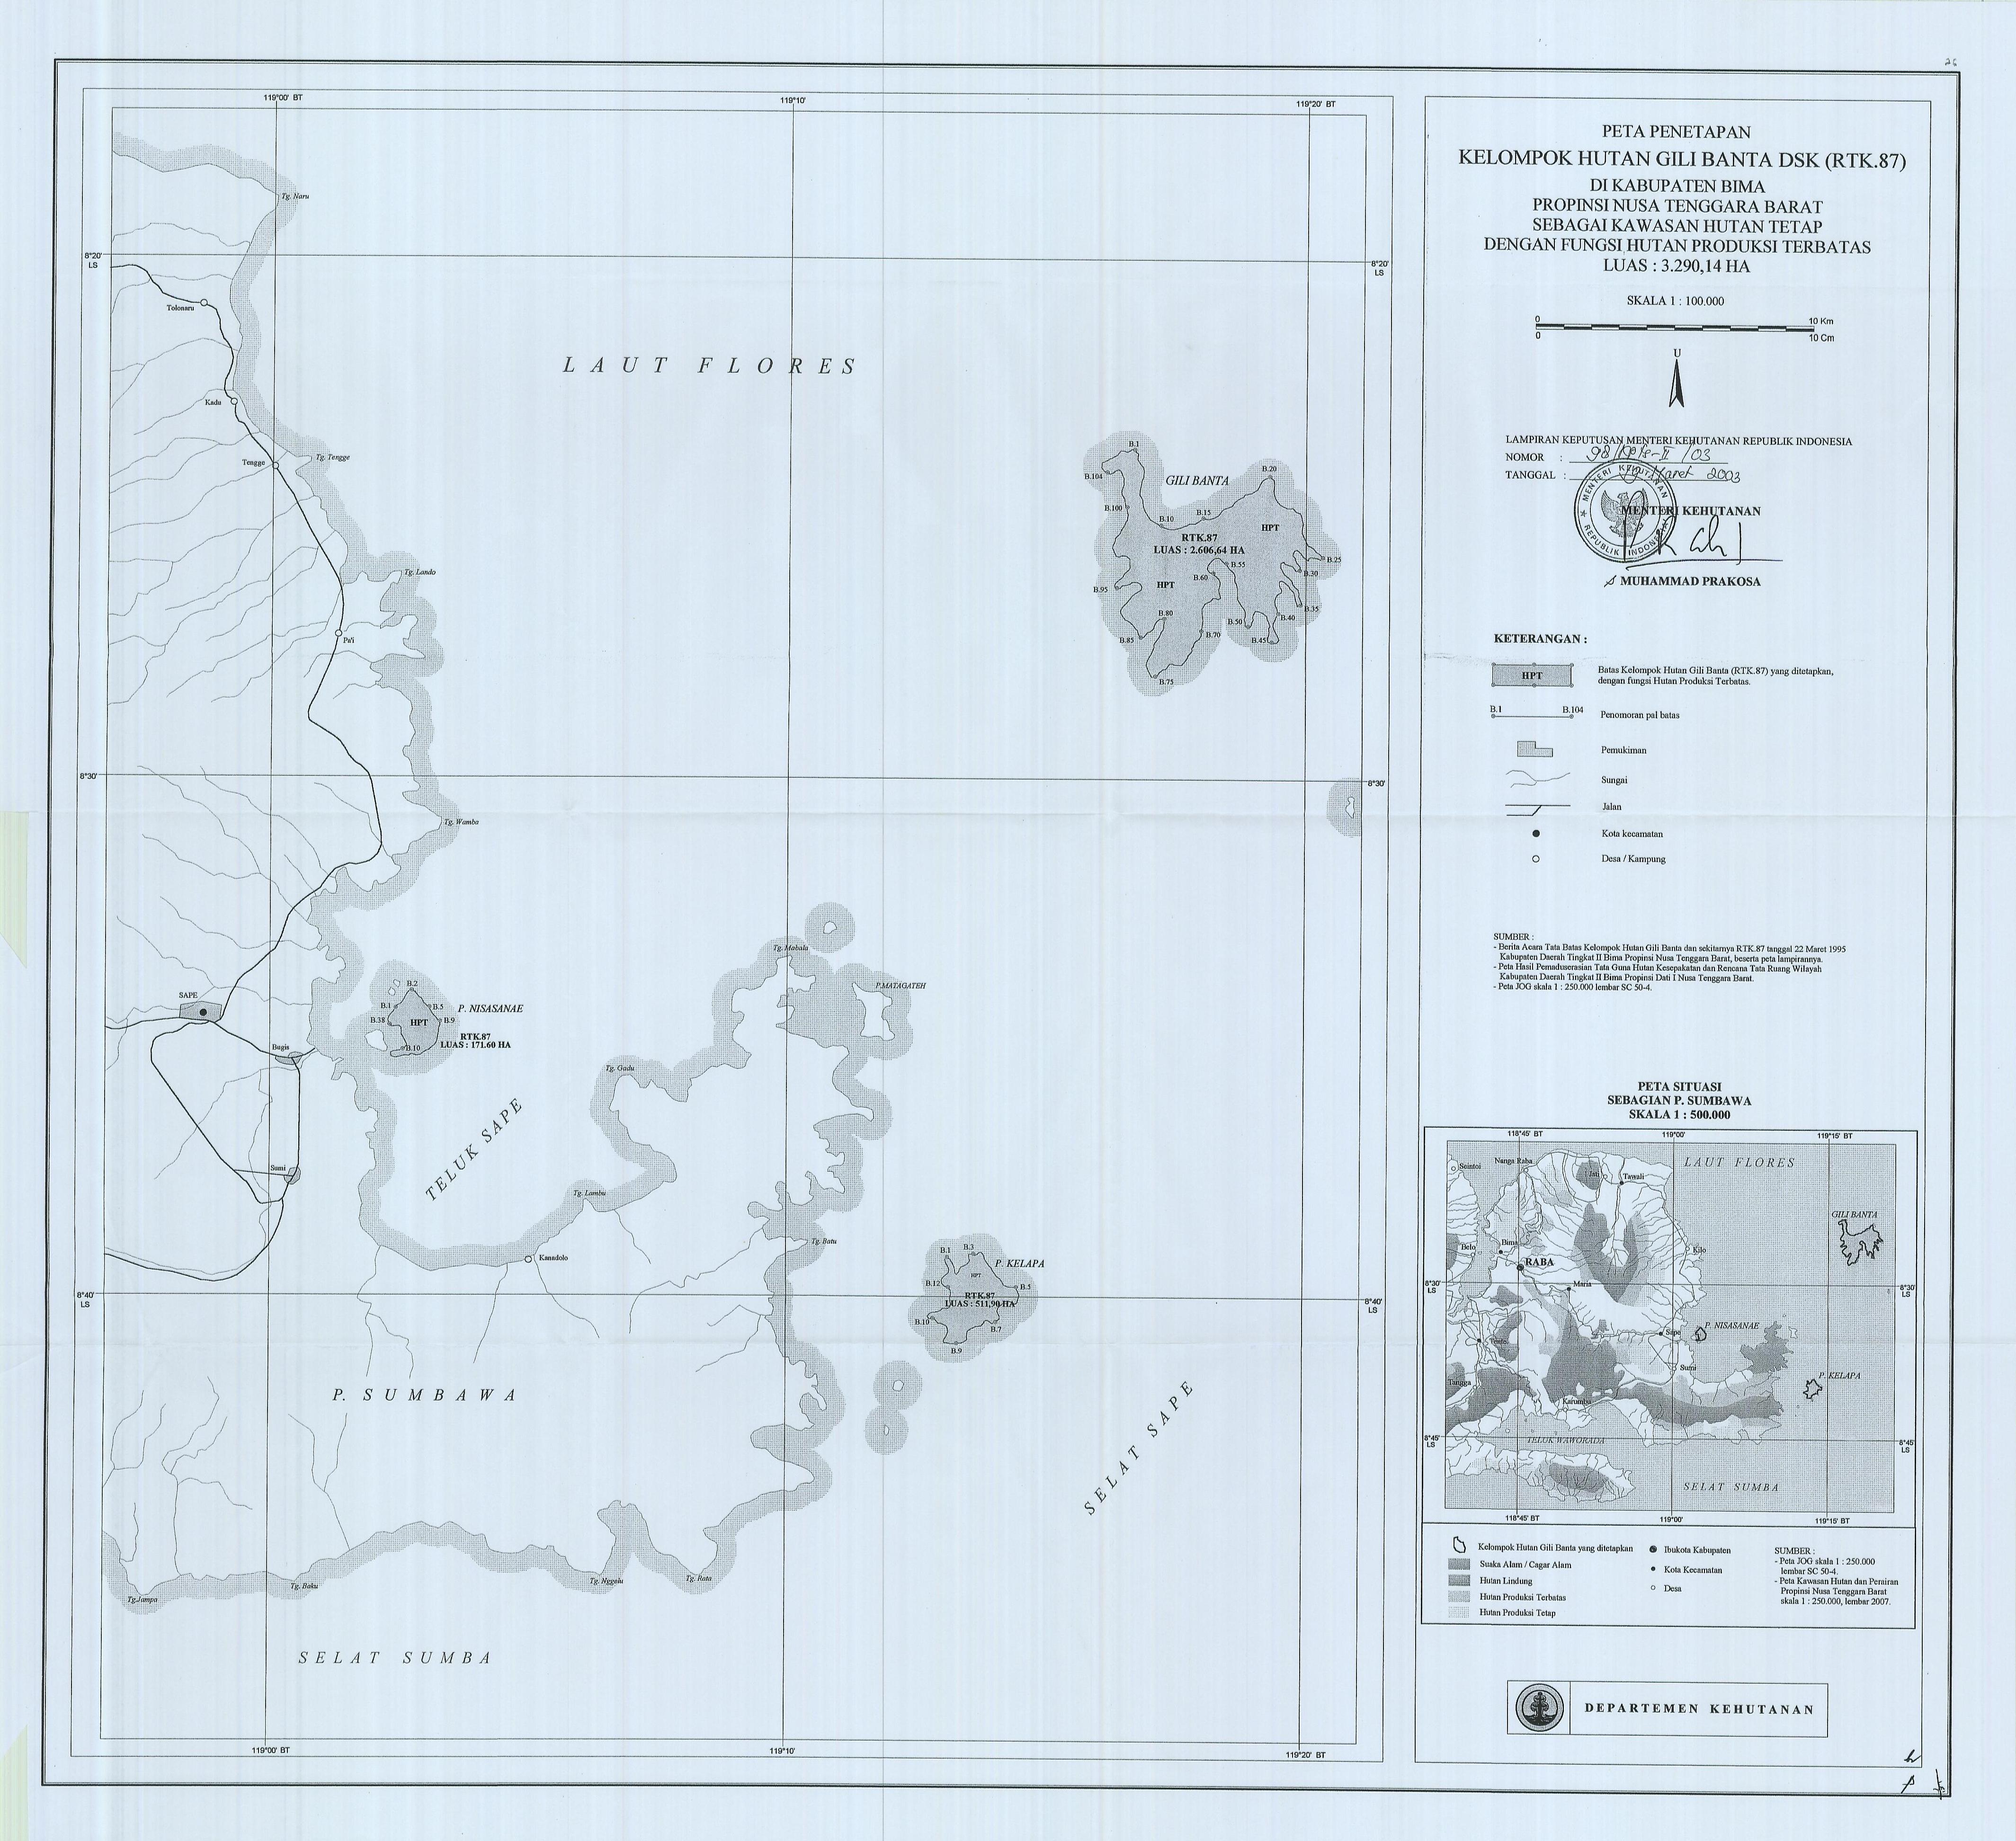 26
119°00' BT
119°10'
119°20' BT
Tg. Naru
8°20'
LS
8°20'
LS
Tolonaru
LAUT FLORES
Kadu
Tengge
Tg. Tengge
B.1
B.104
GILI BANTA
B.20
B.100
B.10
B.15
HPT
RTK.87
LUAS : 2.606,64 HA
B.25
B.55
B.60
B.30
HPT
B.95
B.35
B.80
B.40
B.50
B.85
B.70
B.45
B.75
Tg. Lando
Pa'i
8°30'
8°30'
Tg. Wamba
Tg. Mabala
P.MATAGATEH
SAPE
B.2
B.1
B.5
P. NISASANAE
B.38
HPT
B.9
RTK.87
LUAS : 171.60 HA
B.10
Bugis
Tg. Gadu
TELUK SAPE
Sumi
Tg. Lambu
Tg. Batu
Kanadolo
B.1
B.3
P. KELAPA
HPT
B.12
B.5
RTK.87
LUAS : 511,90 HA
B.10
B.7
B.9
8°40'
LS
8°40'
LS
P. SUMBAWA
SELAT SAPE
Tg.Jampo
Tg. Baku
Tg. Nggelu
Tg. Rata
SELAT SUMBA
119°00' BT
119°10'
119°20' BT
PETA PENETAPAN
KELOMPOK HUTAN GILI BANTA DSK (RTK.87)
DI KABUPATEN BIMA
PROPINSI NUSA TENGGARA BARAT
SEBAGAI KAWASAN HUTAN TETAP
DENGAN FUNGSI HUTAN PRODUKSI TERBATAS
LUAS : 3.290,14 HA
SKALA 1 : 100.000
0 10 Km
0 10 Cm
U
LAMPIRAN KEPUTUSAN MENTERI KEHUTANAN REPUBLIK INDONESIA
NOMOR : 98/Kpts-II/03
TANGGAL : Maret 2003
MENTERI KEHUTANAN
REPUBLIK INDONESIA
MENTERI KEHUTANAN
MUHAMMAD PRAKOSA
KETERANGAN :
HPT
Batas Kelompok Hutan Gili Banta (RTK.87) yang ditetapkan,
dengan fungsi Hutan Produksi Terbatas.
B.1 B.104
Penomoran pal batas
Pemukiman
Sungai
Jalan
Kota kecamatan
Desa / Kampung
SUMBER :
- Berita Acara Tata Batas Kelompok Hutan Gili Banta dan sekitarnya RTK.87 tanggal 22 Maret 1995
Kabupaten Daerah Tingkat II Bima Propinsi Nusa Tenggara Barat, beserta peta lampirannya.
- Peta Hasil Pemaduserasian Tata Guna Hutan Kesepakatan dan Rencana Tata Ruang Wilayah
Kabupaten Daerah Tingkat II Bima Propinsi Dati I Nusa Tenggara Barat.
- Peta JOG skala 1 : 250.000 lembar SC 50-4.
PETA SITUASI
SEBAGIAN P. SUMBAWA
SKALA 1 : 500.000
118°45' BT
119°00'
119°15' BT
Nanga Raba
LAUT FLORES
Tawali
GILI BANTA
Belo
Bima
Kilo
RABA
Maria
8°30'
LS
8°30'
LS
P. NISASANAE
Sape
Sumi
Tangga
P. KELAPA
Karumbu
8°45'
LS
TELUK WAWORADA
8°45'
LS
SELAT SUMBA
118°45' BT
119°00'
119°15' BT
Kelompok Hutan Gili Banta yang ditetapkan
Suaka Alam / Cagar Alam
Hutan Lindung
Hutan Produksi Terbatas
Hutan Produksi Tetap
Ibukota Kabupaten
Kota Kecamatan
Desa
SUMBER :
- Peta JOG skala 1 : 250.000
lembar SC 50-4.
- Peta Kawasan Hutan dan Perairan
Propinsi Nusa Tenggara Barat
skala 1 : 250.000, lembar 2007.
DEPARTEMEN KEHUTANAN